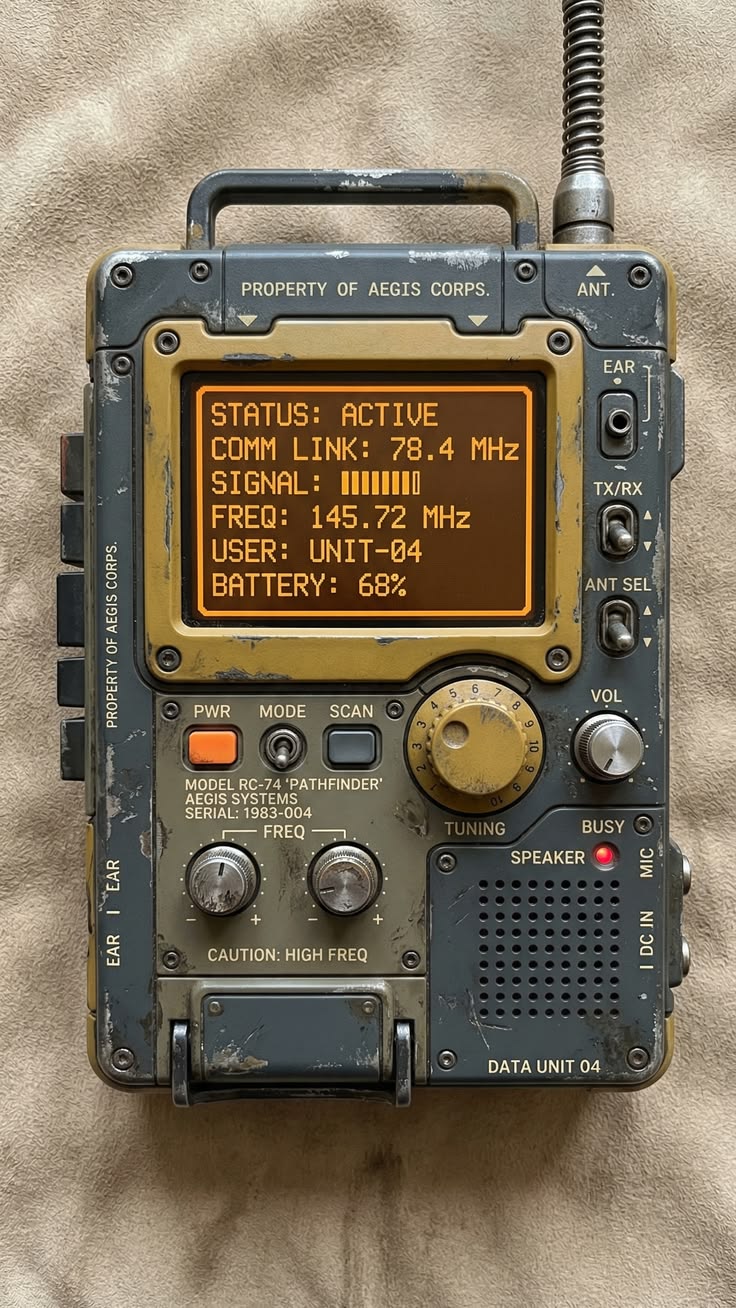 PROPERTY OF AEGIS CORPS.
ANT.
EAR
STATUS: ACTIVE
COMM LINK: 78.4 MHz
SIGNAL:
FREQ: 145.72 MHz
USER: UNIT-04
BATTERY: 68%
TX/RX
ANT SEL
PROPERTY OF AEGIS CORPS.
VOL
PWR MODE SCAN
MODEL RC-74 'PATHFINDER'
AEGIS SYSTEMS
SERIAL: 1983-004
FREQ
- + - +
CAUTION: HIGH FREQ
TUNING
BUSY
SPEAKER
MIC
I DC IN
EAR I EAR
DATA UNIT 04